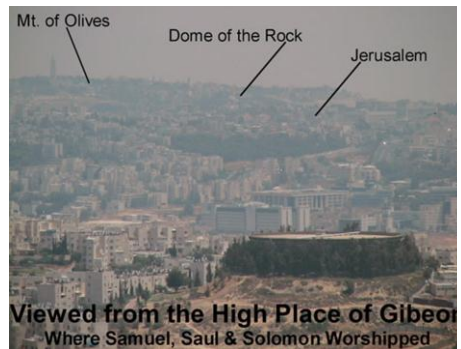 Mt. of Olives
Dome of the Rock
Jerusalem
Viewed from the High Place of Gibeon
Where Samuel, Saul & Solomon Worshipped